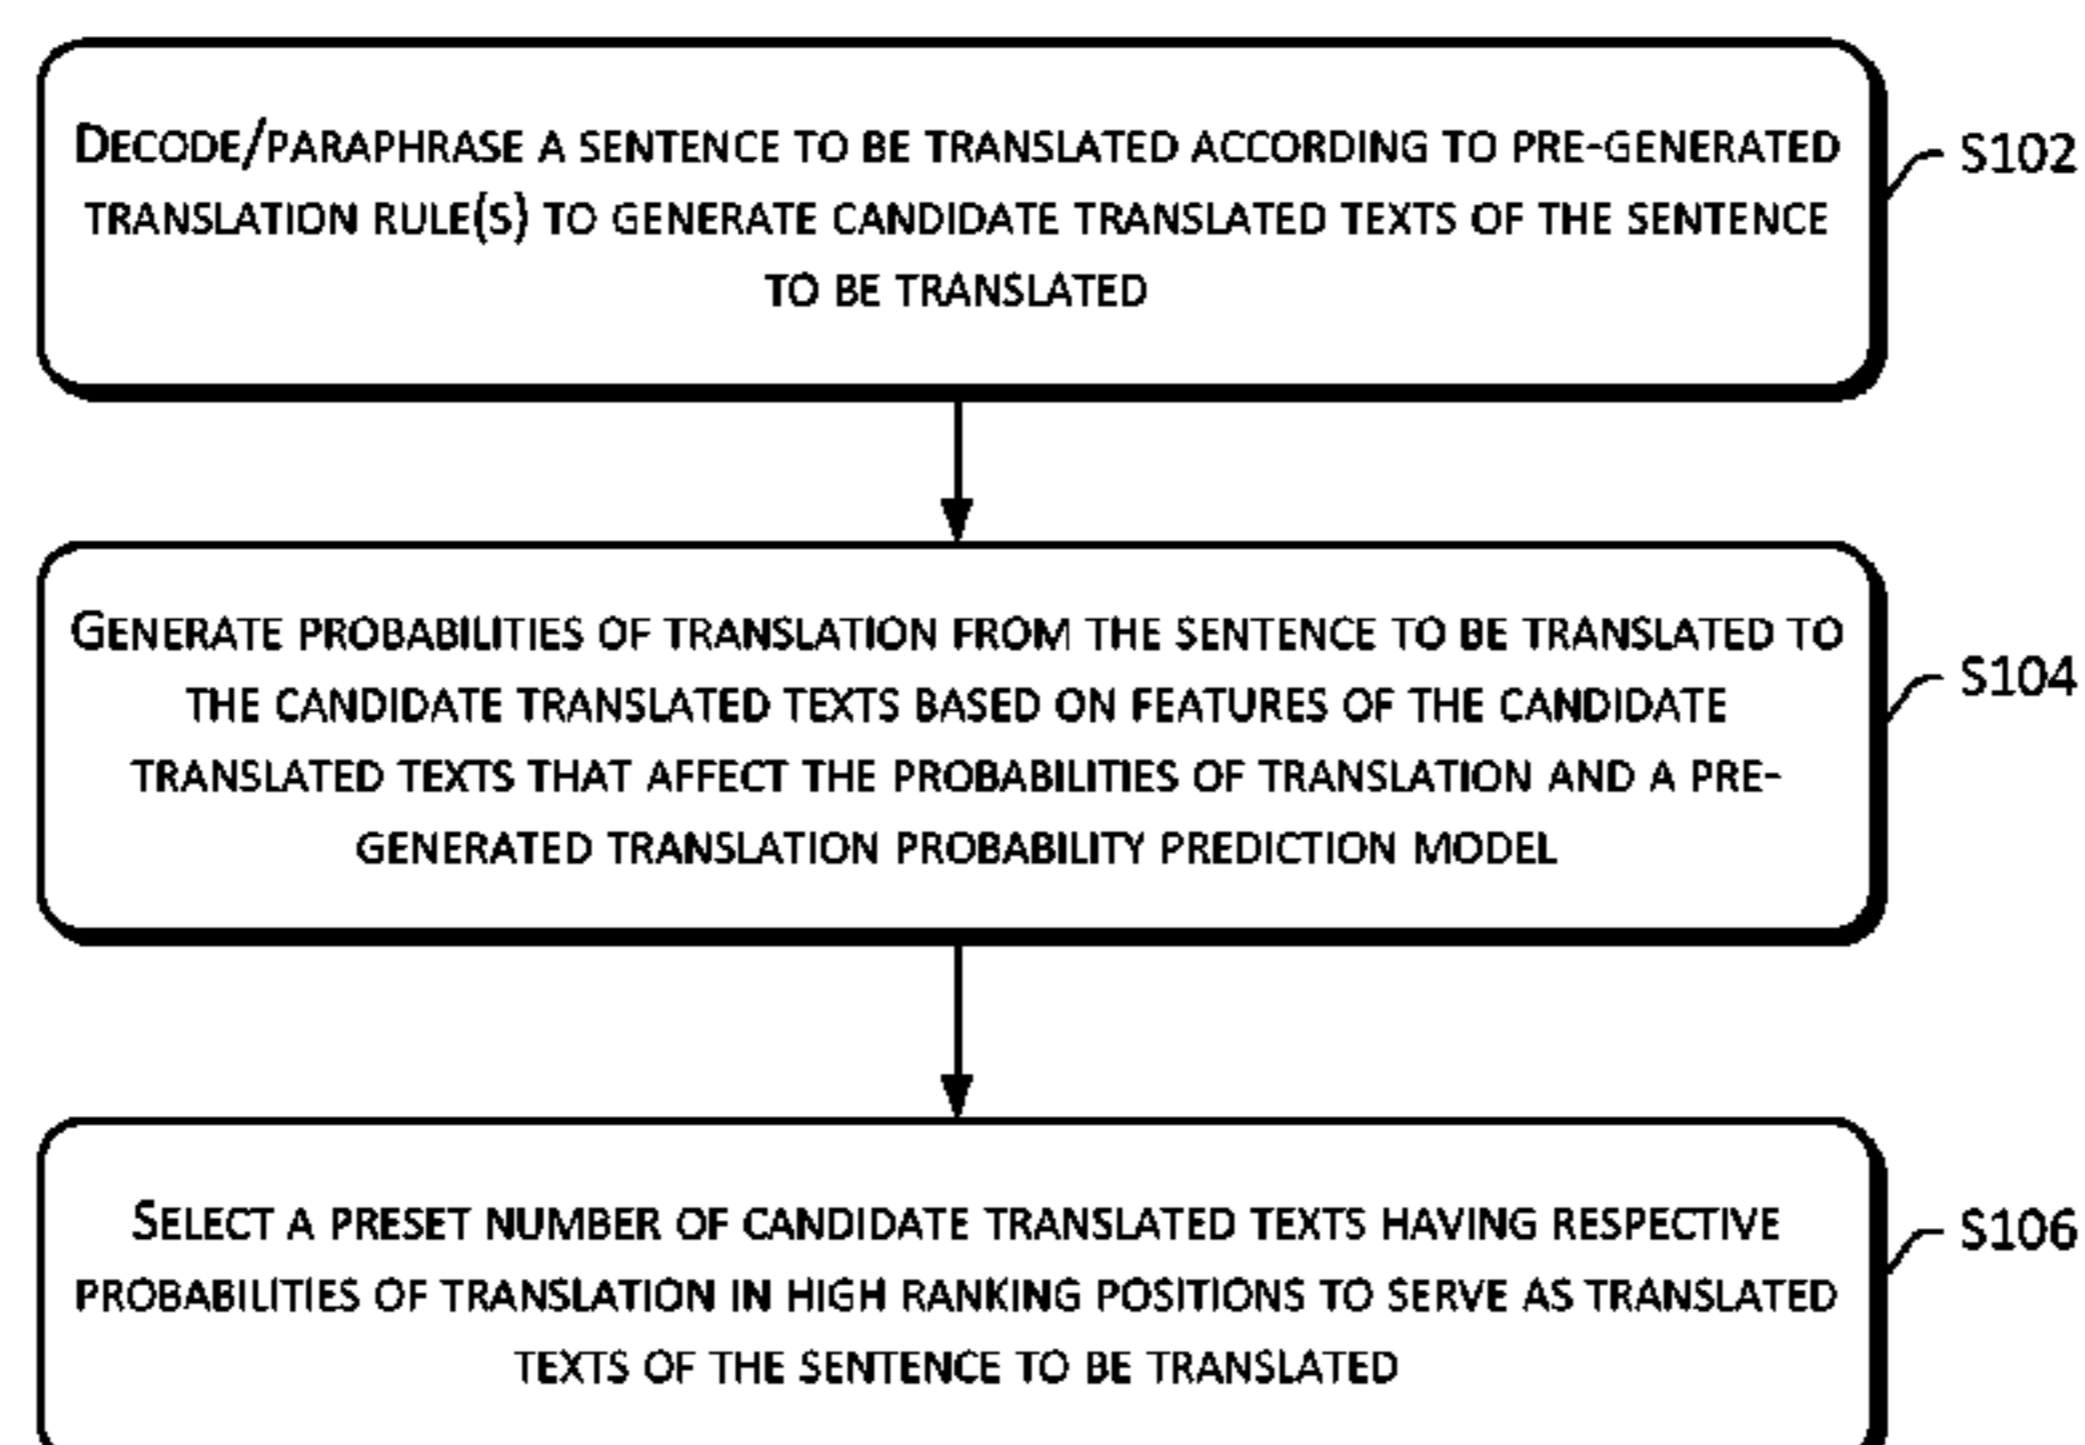 DECODE/PARAPHRASE A SENTENCE TO BE TRANSLATED ACCORDING TO PRE-GENERATED
TRANSLATION RULE(S) TO GENERATE CANDIDATE TRANSLATED TEXTS OF THE SENTENCE
TO BE TRANSLATED
S102
GENERATE PROBABILITIES OF TRANSLATION FROM THE SENTENCE TO BE TRANSLATED TO
THE CANDIDATE TRANSLATED TEXTS BASED ON FEATURES OF THE CANDIDATE
TRANSLATED TEXTS THAT AFFECT THE PROBABILITIES OF TRANSLATION AND A PRE-
GENERATED TRANSLATION PROBABILITY PREDICTION MODEL
S104
SELECT A PRESET NUMBER OF CANDIDATE TRANSLATED TEXTS HAVING RESPECTIVE
PROBABILITIES OF TRANSLATION IN HIGH RANKING POSITIONS TO SERVE AS TRANSLATED
TEXTS OF THE SENTENCE TO BE TRANSLATED
S106